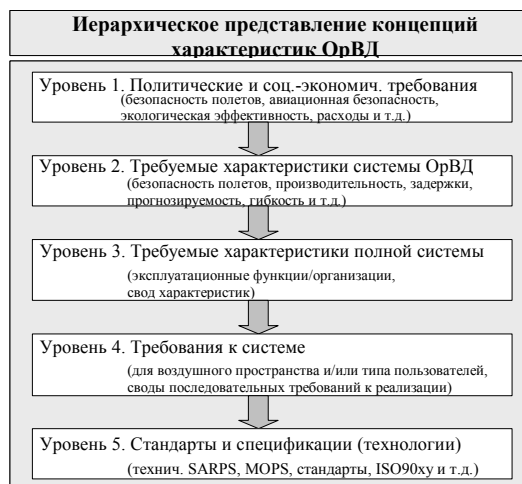 Иерархическое представление концепций
характеристик ОрВД
Уровень 1. Политические и соц.-экономич. требования
(безопасность полетов, авиационная безопасность,
экологическая эффективность, расходы и т.д.)
Уровень 2. Требуемые характеристики системы ОрВД
(безопасность полетов, производительность, задержки,
прогнозируемость, гибкость и т.д.)
Уровень 3. Требуемые характеристики полной системы
(эксплуатационные функции/организации,
свод характеристик)
Уровень 4. Требования к системе
(для воздушного пространства и/или типа пользователей,
своды последовательных требований к реализации)
Уровень 5. Стандарты и спецификации (технологии)
(технич. SARPS, MOPS, стандарты, ISO90xy и т.д.)